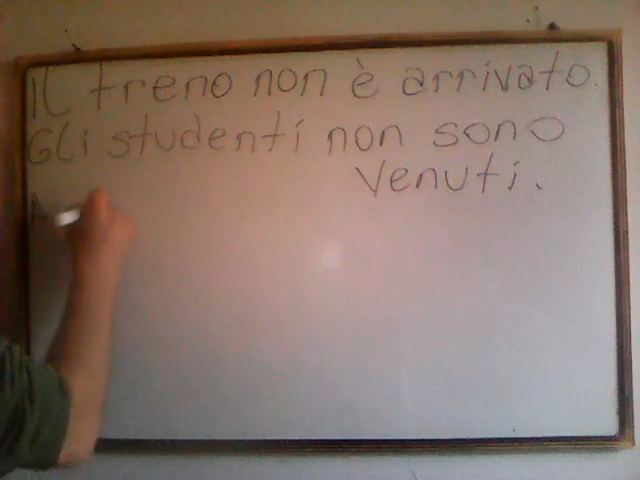 Il treno non è arrivato.
Gli studenti non sono
venuti.
A